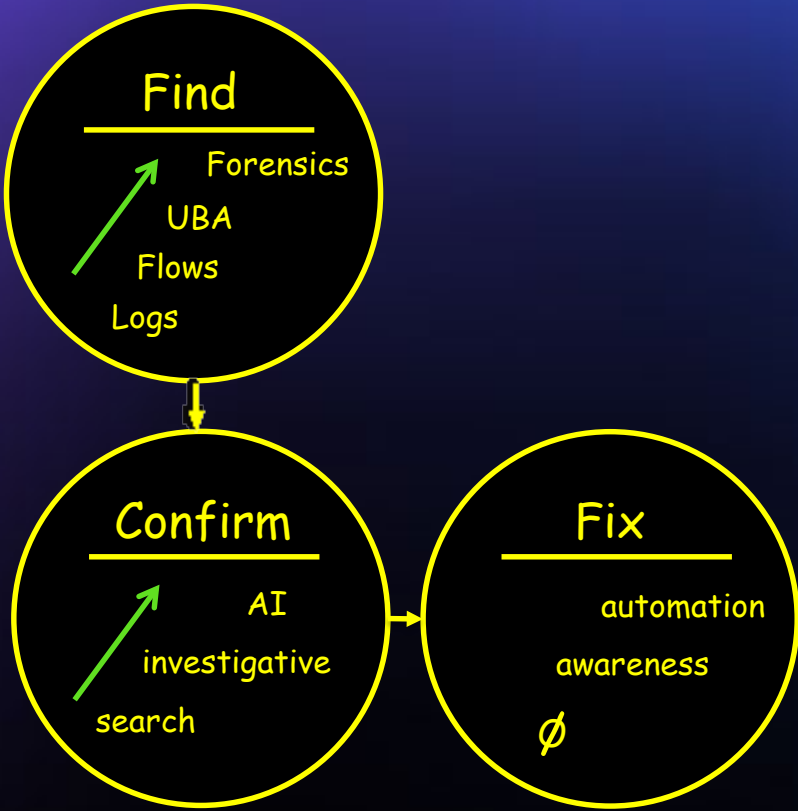 Find
Forensics
UBA
Flows
Logs
Confirm
AI
investigative
search
Fix
automation
awareness
ϕ